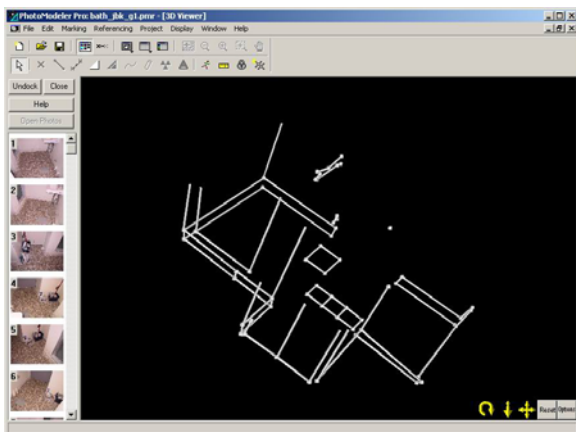 PhotoModeler Pro: bath_jbk_g1.pmr - [3D Viewer]
File Edit Marking Referencing Project Display Window Help
Undock Close
Help
Open Photos
1
2
3
4
5
6
Reset Options